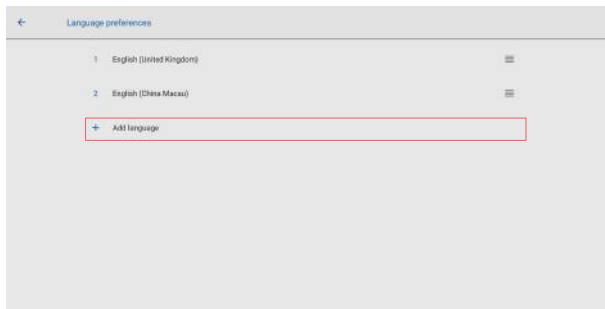 Language preferences
1 English (United Kingdom)
2 English (China Macau)
+ Add language